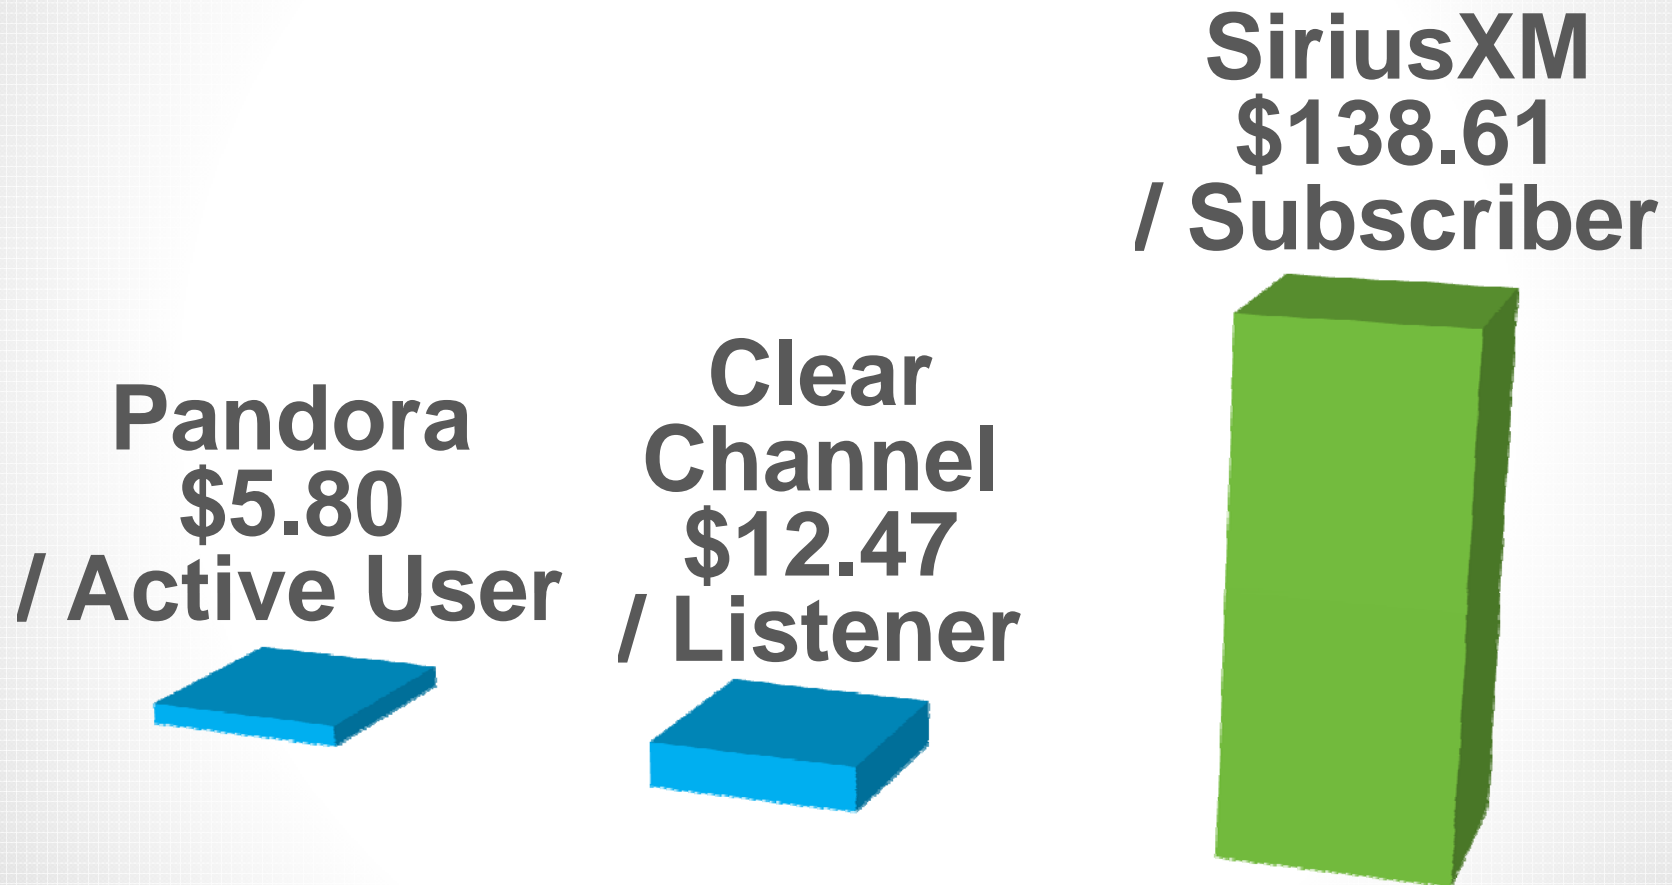 Pandora
$5.80
/ Active User
Clear
Channel
$12.47
/ Listener
SiriusXM
$138.61
/ Subscriber